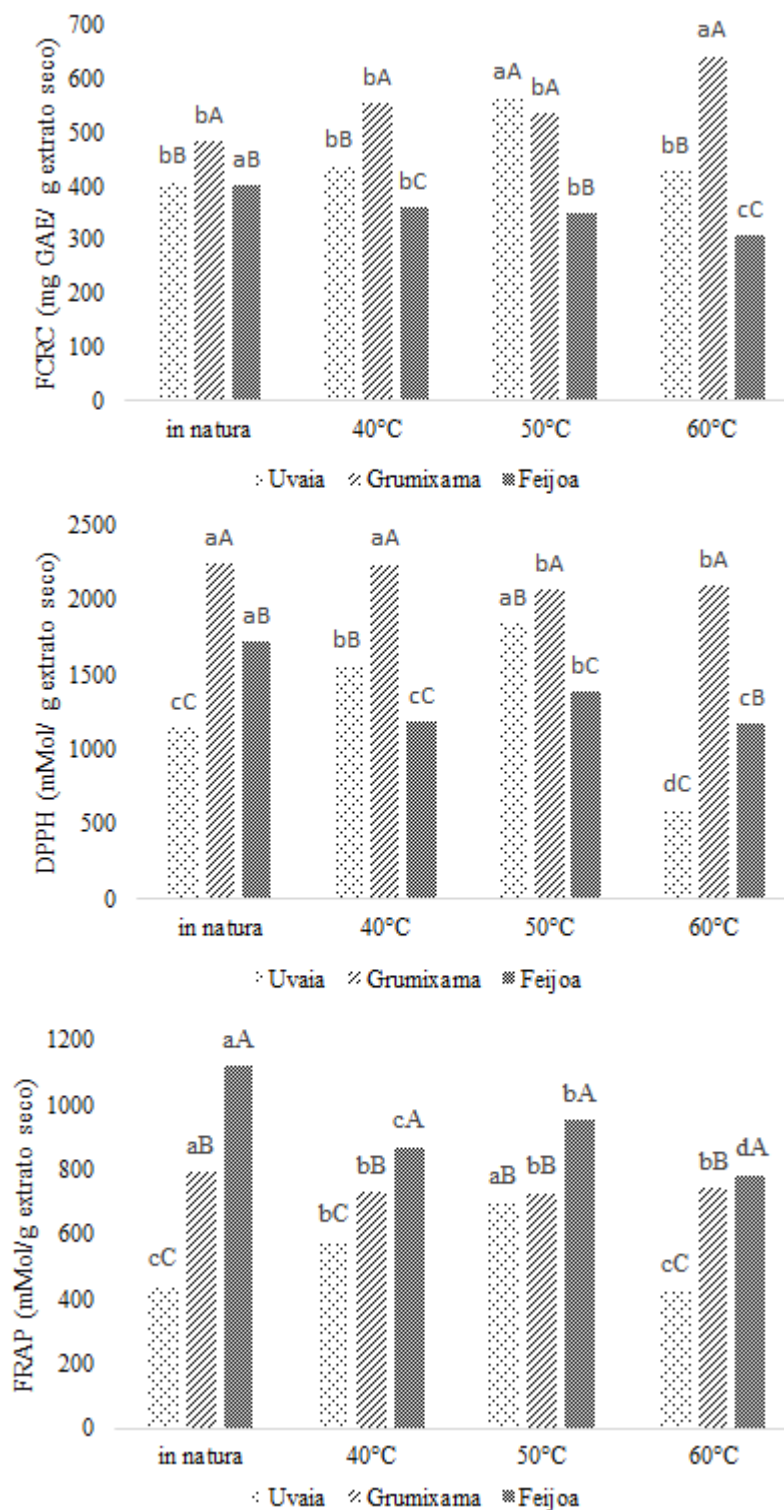 FCRC (mg GAE/ g extrato seco)
700
600
500
400
300
200
100
0
bB
bA
aB
bB
bA
bC
aA
bA
bB
bB
aA
cC
in natura
40°C
50°C
60°C
Uvaia Grumixama Feijoa
DPPH (mMol/ g extrato seco)
2500
2000
1500
1000
500
0
cC
aA
aB
bB
aA
cC
aB
bA
bC
dC
bA
cB
in natura
40°C
50°C
60°C
Uvaia Grumixama Feijoa
FRAP (mMol/g extrato seco)
1200
1000
800
600
400
200
0
cC
aB
aA
bC
bB
cA
aB
bB
bA
cC
bB
dA
in natura
40°C
50°C
60°C
Uvaia Grumixama Feijoa